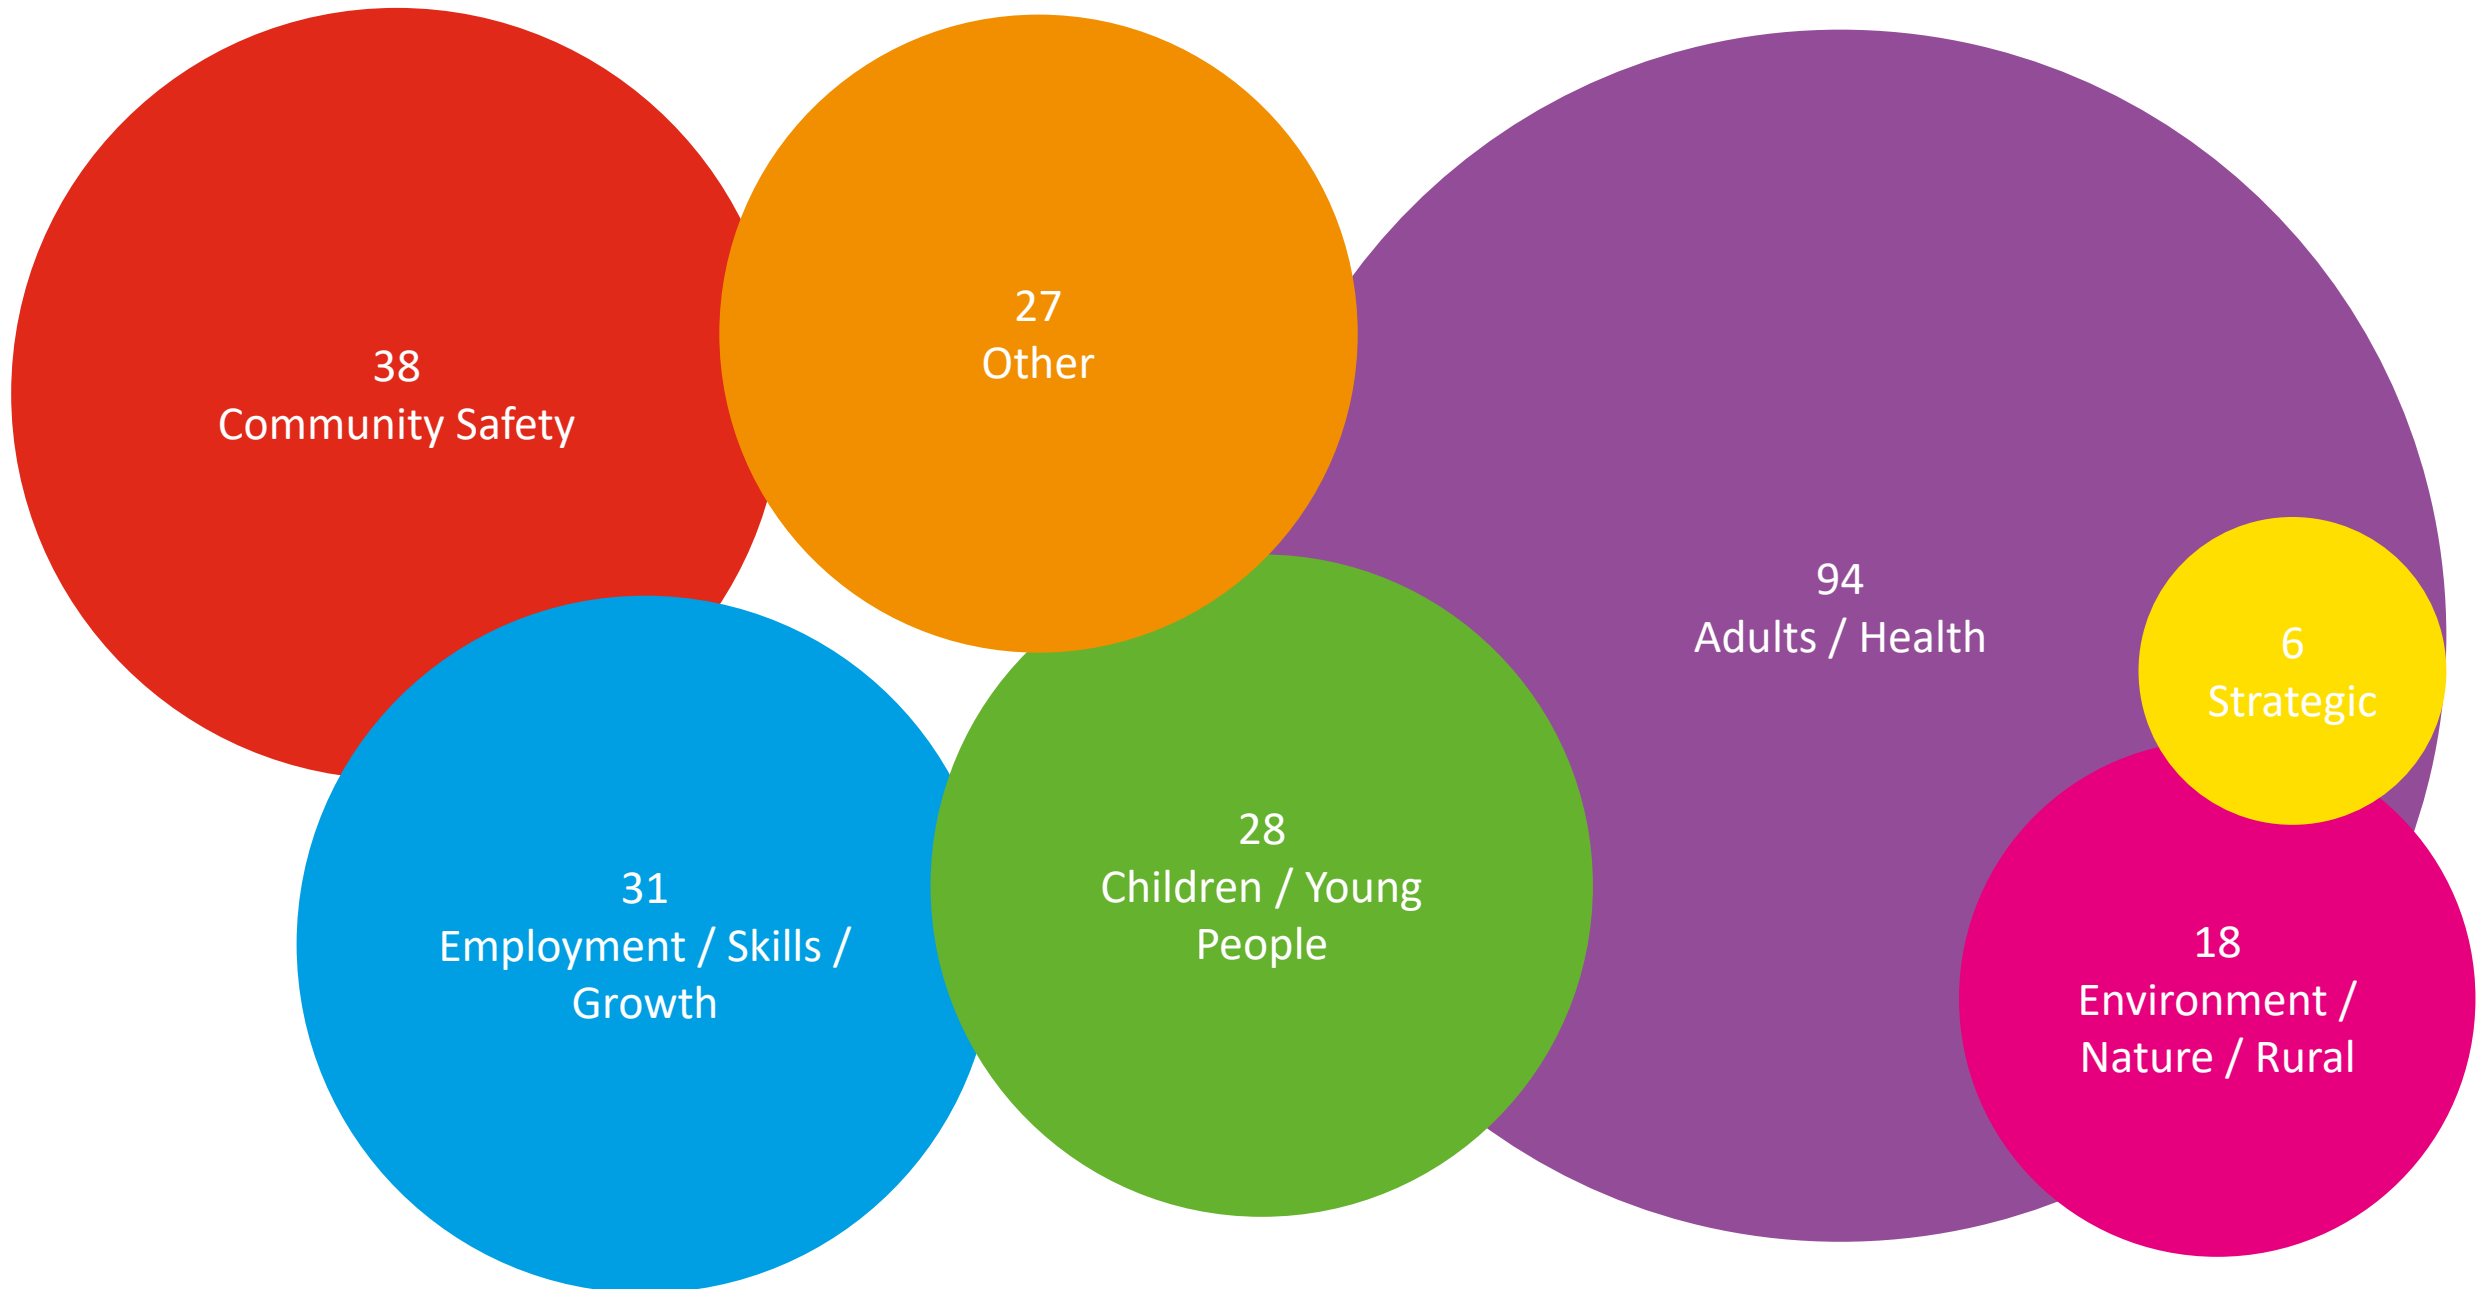 38
Community Safety
27
Other
94
Adults / Health
6
Strategic
31
Employment / Skills /
Growth
28
Children / Young
People
18
Environment /
Nature / Rural